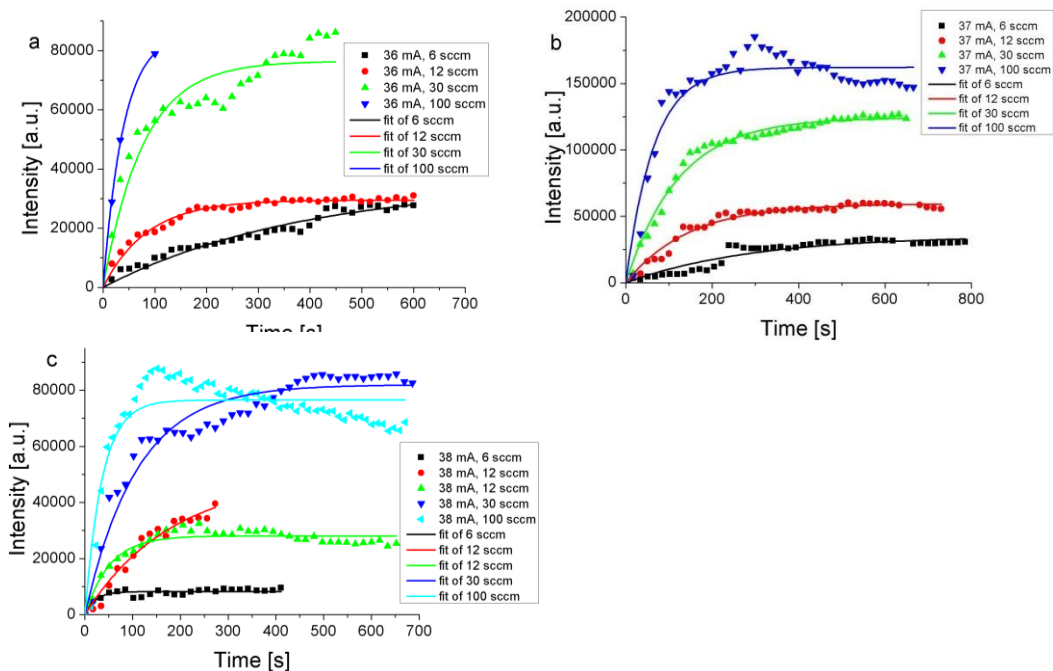 a
Intensity [a.u.]
80000
60000
40000
20000
0
36 mA, 6 sccm
36 mA, 12 sccm
36 mA, 30 sccm
36 mA, 100 sccm
fit of 6 sccm
fit of 12 sccm
fit of 30 sccm
fit of 100 sccm
0 100 200 300 400 500 600 700
Time [s]
b
Intensity [a.u.]
200000
150000
100000
50000
0
37 mA, 6 sccm
37 mA, 12 sccm
37 mA, 30 sccm
37 mA, 100 sccm
fit of 6 sccm
fit of 12 sccm
fit of 30 sccm
fit of 100 sccm
0 200 400 600 800
Time [s]
c
Intensity [a.u.]
80000
60000
40000
20000
0
38 mA, 6 sccm
38 mA, 12 sccm
38 mA, 12 sccm
38 mA, 30 sccm
38 mA, 100 sccm
fit of 6 sccm
fit of 12 sccm
fit of 12 sccm
fit of 30 sccm
fit of 100 sccm
0 100 200 300 400 500 600 700
Time [s]